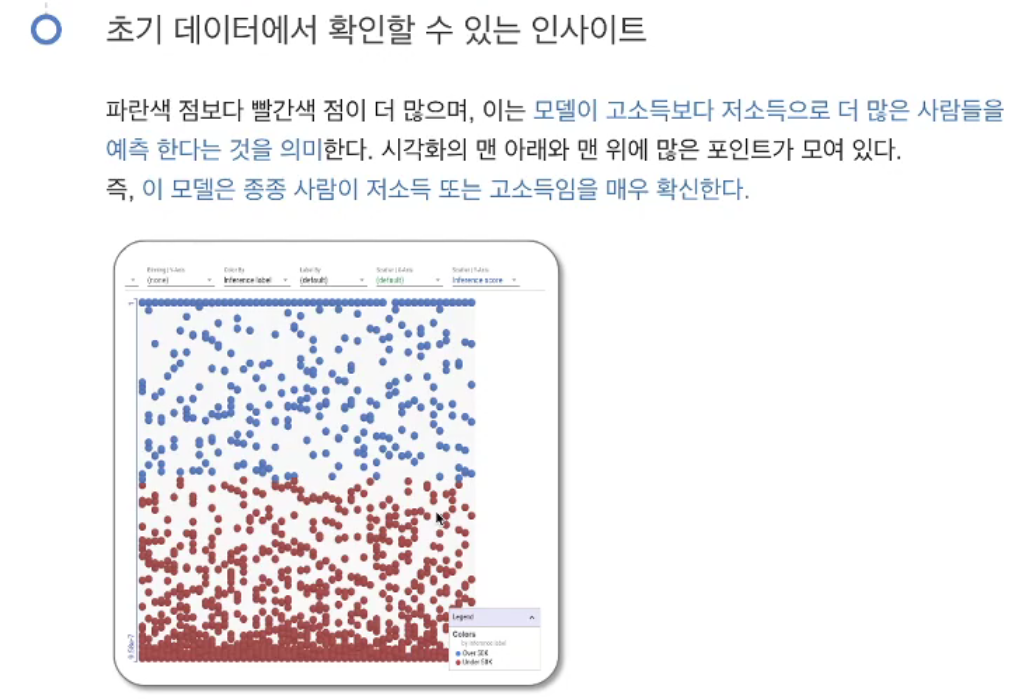 초기 데이터에서 확인할 수 있는 인사이트
파란색 점보다 빨간색 점이 더 많으며, 이는 모델이 고소득보다 저소득으로 더 많은 사람들을
예측 한다는 것을 의미한다. 시각화의 맨 아래와 맨 위에 많은 포인트가 모여 있다.
즉, 이 모델은 종종 사람이 저소득 또는 고소득임을 매우 확신한다.
Binning | X-Axis Color By Label By Scatter | X-Axis Scatter | Y-Axis
(none) Inference label (default) (default) Inference score
1
Legend
Colors
by Inference label
Over 50K
Under 50K